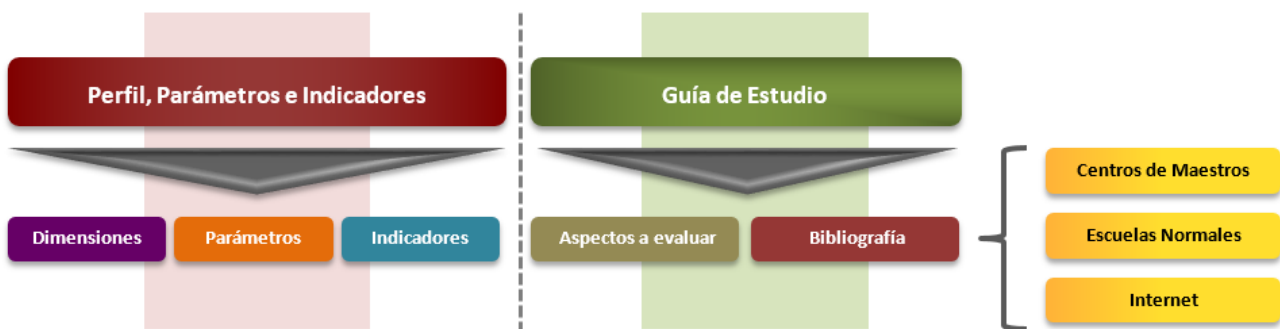 Perfil, Parámetros e Indicadores
Guía de Estudio
Dimensiones
Parámetros
Indicadores
Aspectos a evaluar
Bibliografía
Centros de Maestros
Escuelas Normales
Internet